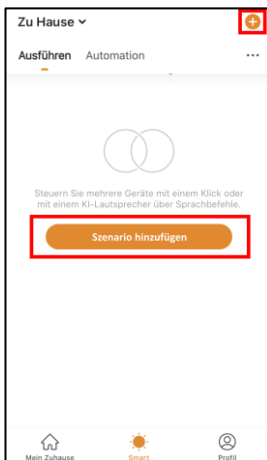 Zu Hause
Ausführen Automation
Steuern Sie mehrere Geräte mit einem Klick oder
mit einem KI-Lautsprecher über Sprachbefehle.
Szenario hinzufügen
Mein Zuhause Smart Profil